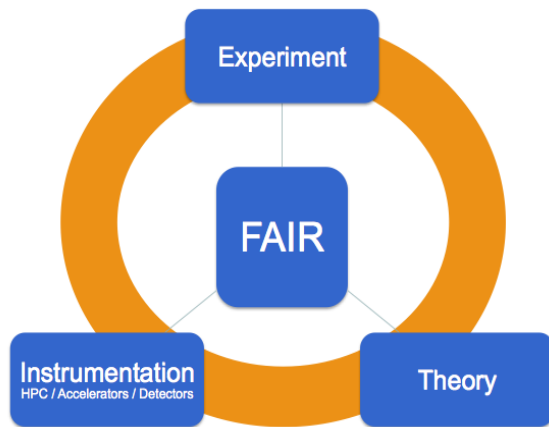 Experiment
FAIR
Instrumentation
HPC / Accelerators / Detectors
Theory